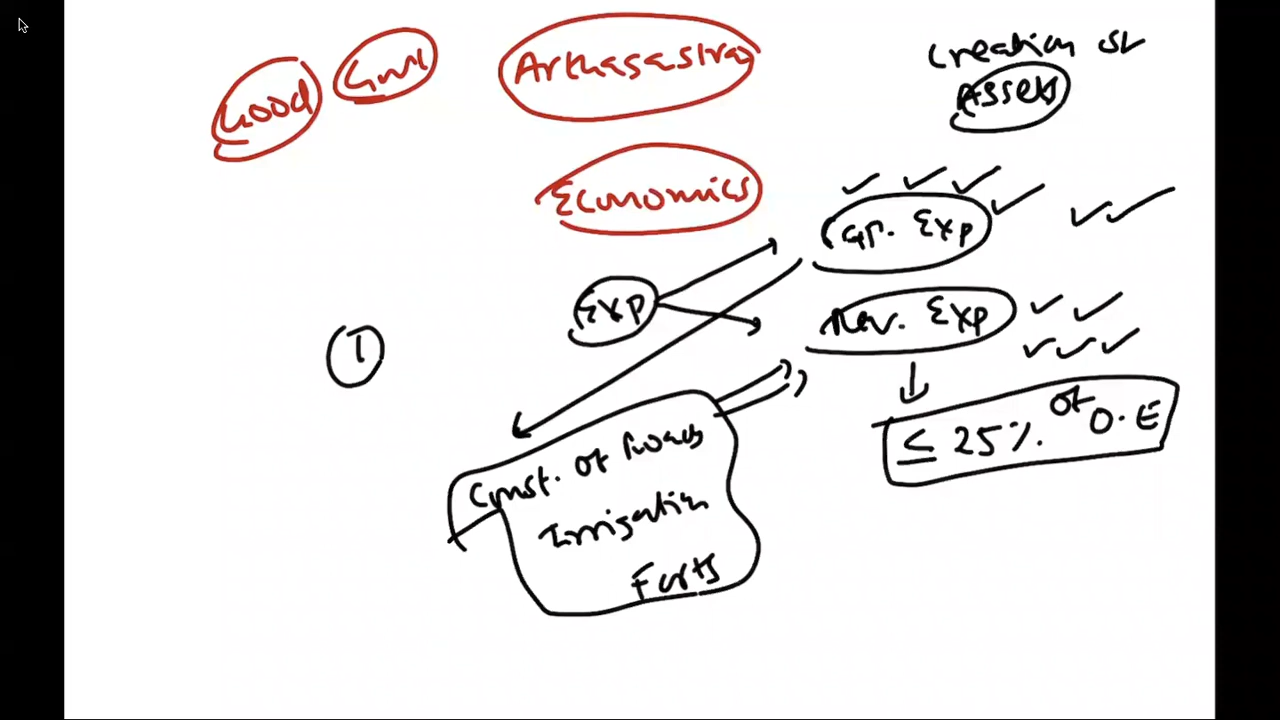 Good Govt
Arthasastra
Creation of
Assets
Economics
Cap. Exp
Exp
Rev. Exp
1
≤ 25% of O.E
Const. of Roads
Irrigation
Forts